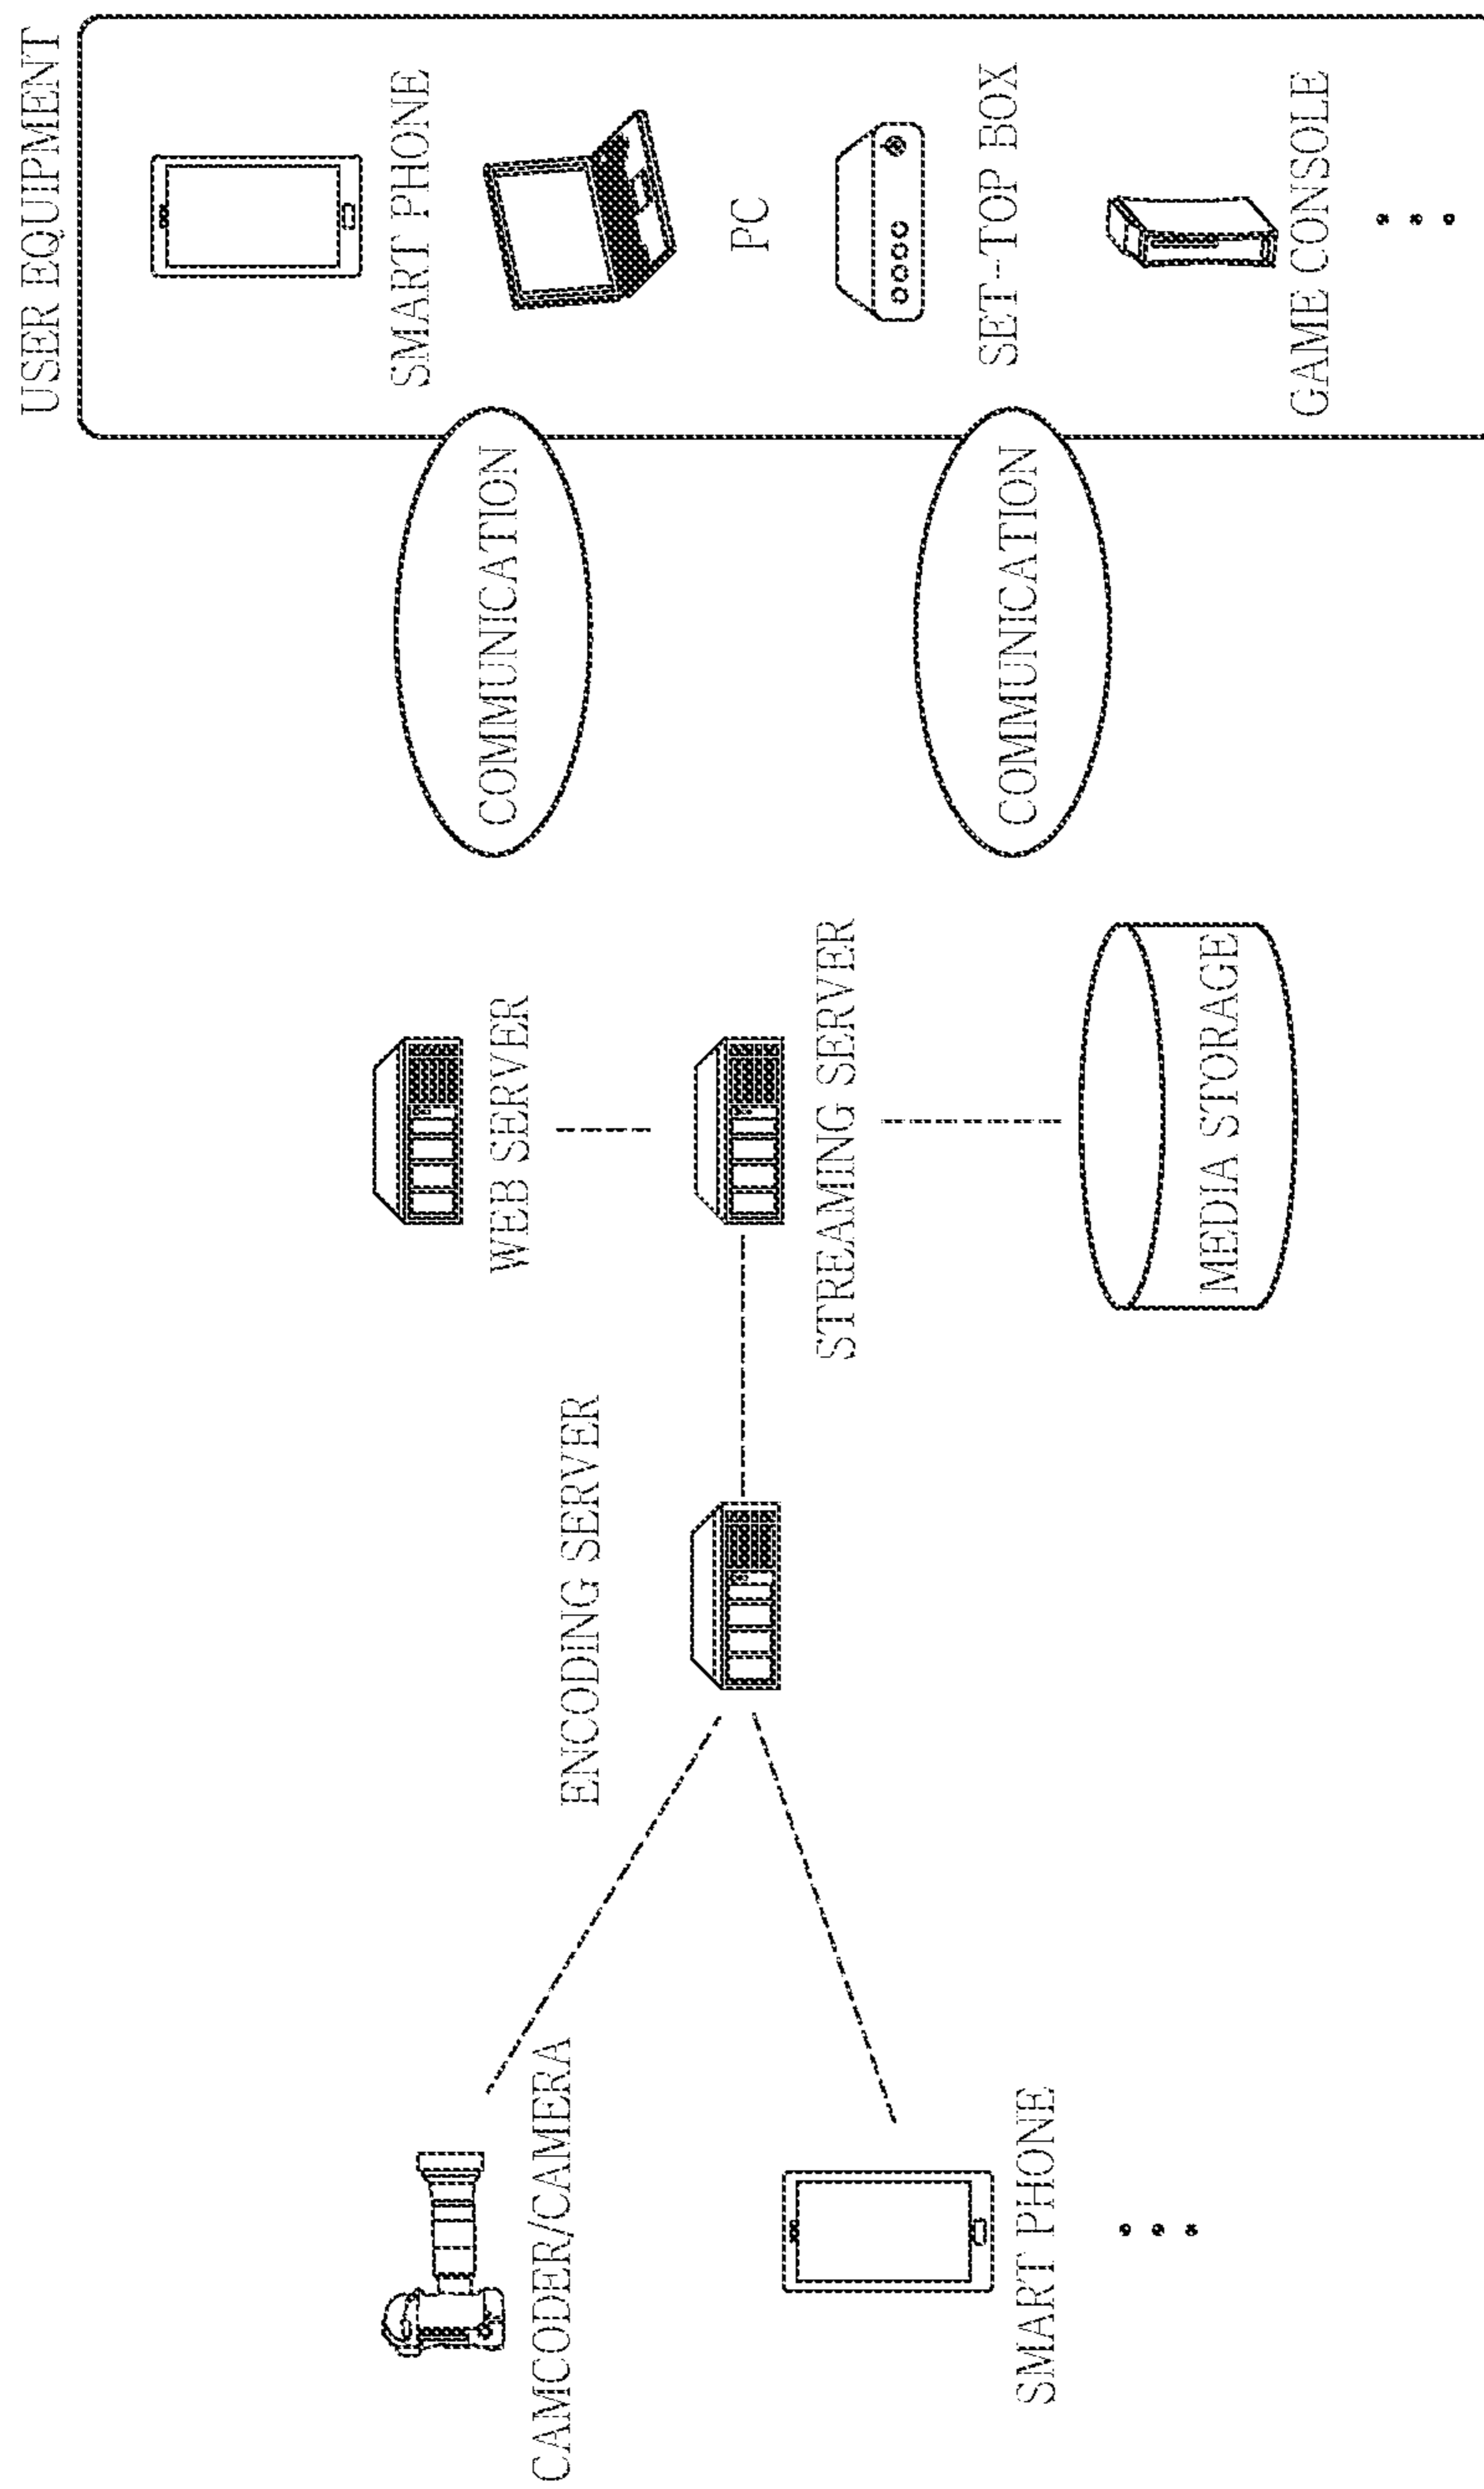 CAMCODER/CAMERA
SMART PHONE
ENCODING SERVER
WEB SERVER
STREAMING SERVER
MEDIA STORAGE
COMMUNICATION
COMMUNICATION
USER EQUIPMENT
SMART PHONE
PC
SET-TOP BOX
GAME CONSOLE